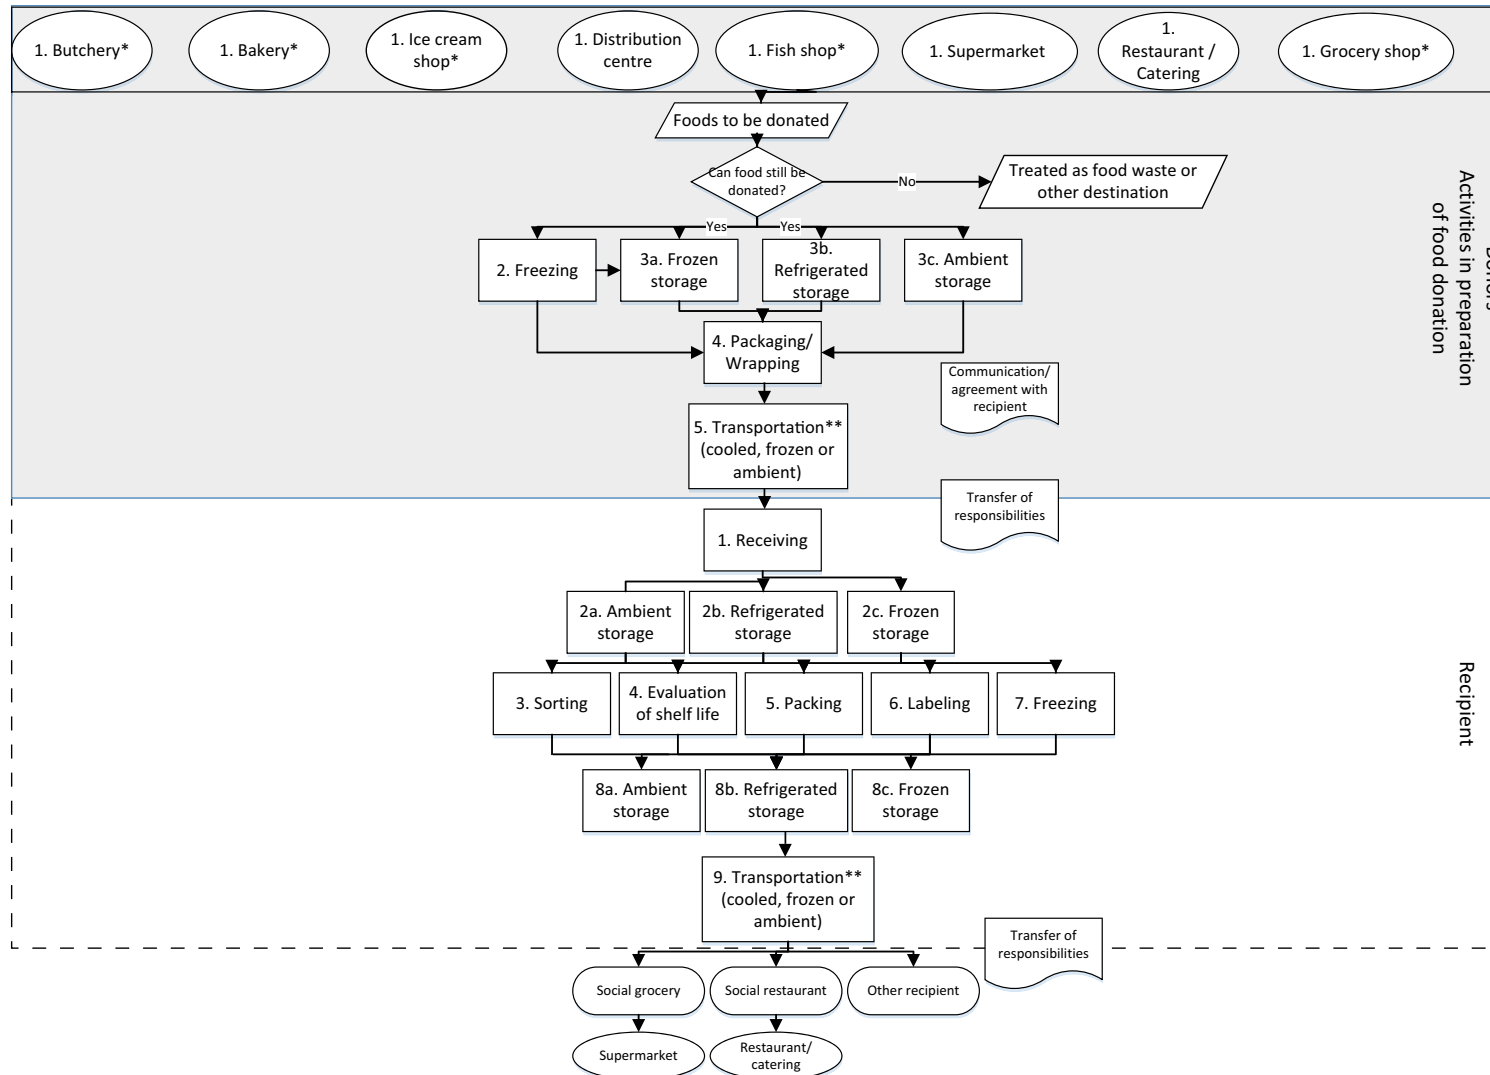 1. Butchery*
1. Bakery*
1. Ice cream
shop*
1. Distribution
centre
1. Fish shop*
1. Supermarket
1.
Restaurant /
Catering
1. Grocery shop*
Foods to be donated
Can food still be
donated?
No
Treated as food waste or
other destination
Yes
Yes
2. Freezing
3a. Frozen
storage
3b.
Refrigerated
storage
3c. Ambient
storage
4. Packaging/
Wrapping
Communication/
agreement with
recipient
5. Transportation**
(cooled, frozen or
ambient)
Donors
Activities in preparation
of food donation
Transfer of
responsibilities
1. Receiving
2a. Ambient
storage
2b. Refrigerated
storage
2c. Frozen
storage
3. Sorting
4. Evaluation
of shelf life
5. Packing
6. Labeling
7. Freezing
Recipient
8a. Ambient
storage
8b. Refrigerated
storage
8c. Frozen
storage
9. Transportation**
(cooled, frozen or
ambient)
Transfer of
responsibilities
Social grocery
Social restaurant
Other recipient
Supermarket
Restaurant/
catering